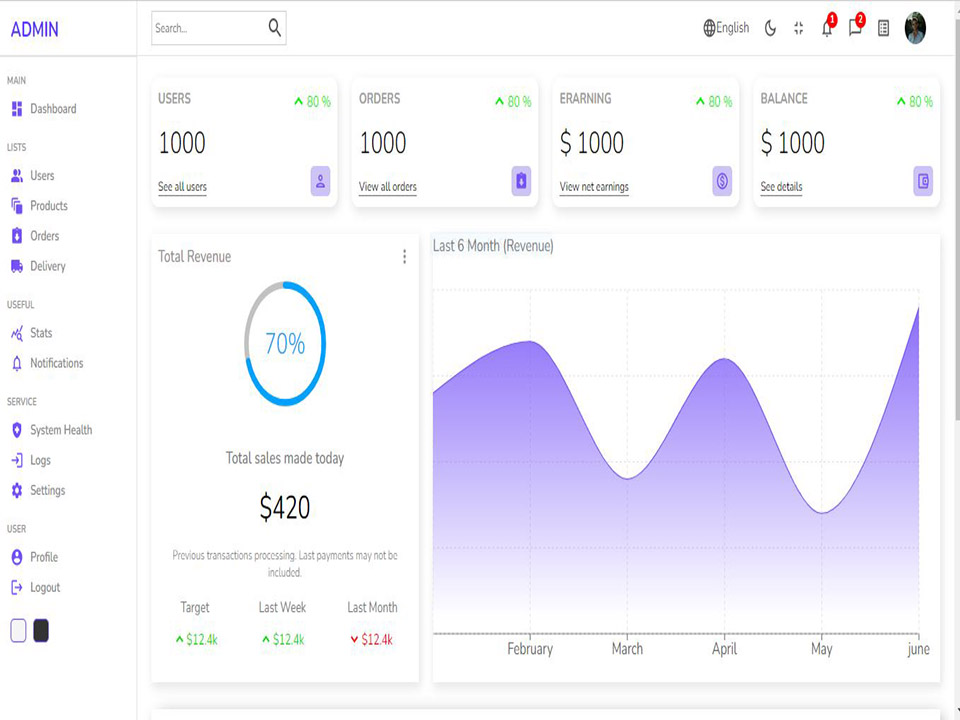 ADMIN
Search...
English
1
2
MAIN
Dashboard
LISTS
Users
Products
Orders
Delivery
USEFUL
Stats
Notifications
SERVICE
System Health
Logs
Settings
USER
Profile
Logout
USERS
80 %
1000
See all users
ORDERS
80 %
1000
View all orders
ERARNING
80 %
$ 1000
View net earnings
BALANCE
80 %
$ 1000
See details
Total Revenue
70%
Total sales made today
$420
Previous transactions processing. Last payments may not be
included.
Target Last Week Last Month
$12.4k $12.4k $12.4k
Last 6 Month (Revenue)
February March April May june